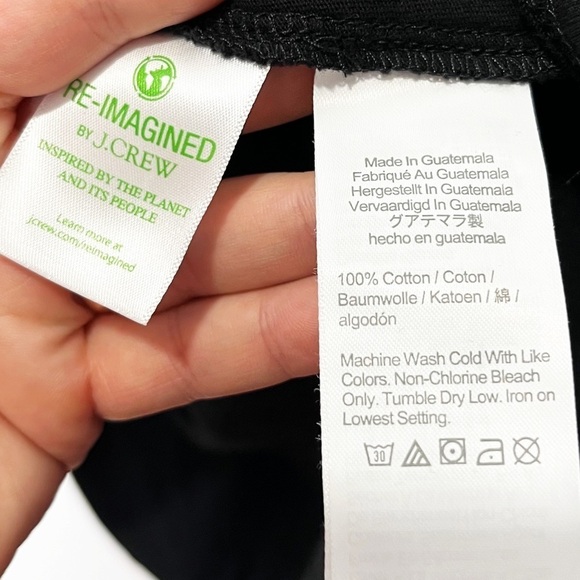 RE-IMAGINED
BY J.CREW
INSPIRED BY THE PLANET
AND ITS PEOPLE
Learn more at
jcrew.com/reimagined
Made In Guatemala
Fabriqué Au Guatemala
Hergestellt In Guatemala
Vervaardigd In Guatemala
グアテマラ製
hecho en guatemala
100% Cotton / Coton /
Baumwolle / Katoen / 綿 /
algodón
Machine Wash Cold With Like
Colors. Non-Chlorine Bleach
Only. Tumble Dry Low. Iron on
Lowest Setting.
30